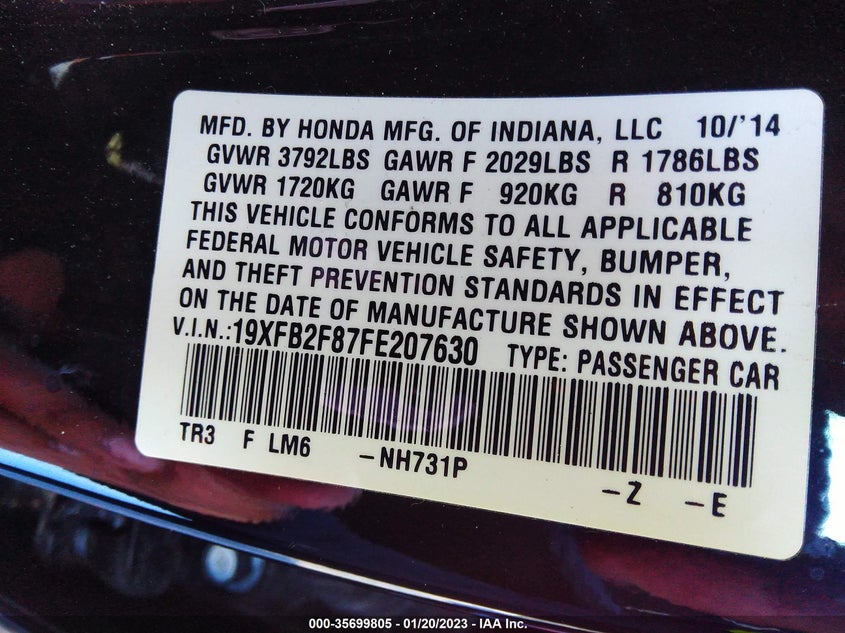 MFD. BY HONDA MFG. OF INDIANA, LLC 10/'14
GVWR 3792LBS GAWR F 2029LBS R 1786LBS
GVWR 1720KG GAWR F 920KG R 810KG
THIS VEHICLE CONFORMS TO ALL APPLICABLE
FEDERAL MOTOR VEHICLE SAFETY, BUMPER,
AND THEFT PREVENTION STANDARDS IN EFFECT
ON THE DATE OF MANUFACTURE SHOWN ABOVE.
V.I.N.:19XFB2F87FE207630 TYPE: PASSENGER CAR
TR3 F LM6 -NH731P -Z -E
000-35699805 - 01/20/2023 - IAA Inc.